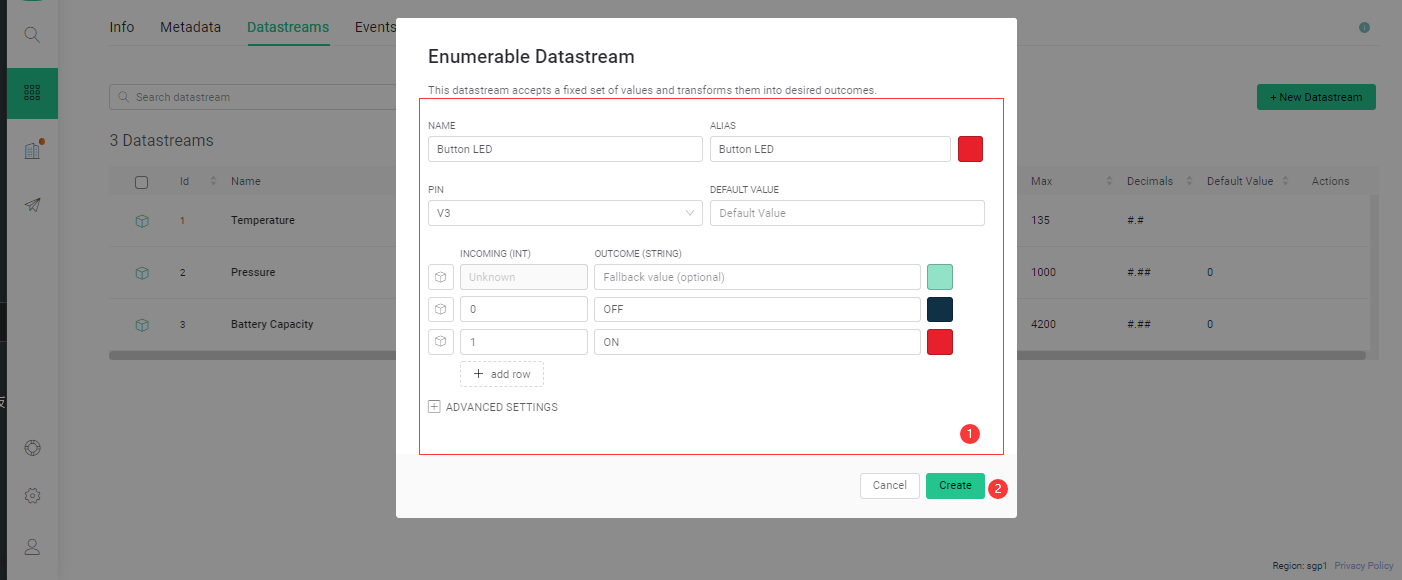 Info Metadata Datastreams Events
Search datastream
+ New Datastream
3 Datastreams
Id Name Max Decimals Default Value Actions
1 Temperature 135 #.#
2 Pressure 1000 #.## 0
3 Battery Capacity 4200 #.## 0
Enumerable Datastream
This datastream accepts a fixed set of values and transforms them into desired outcomes.
NAME ALIAS
Button LED Button LED
PIN DEFAULT VALUE
V3 Default Value
INCOMING (INT) OUTCOME (STRING)
Unknown Fallback value (optional)
0 OFF
1 ON
+ add row
ADVANCED SETTINGS
1
Cancel Create 2
Region: sgp1 Privacy Policy